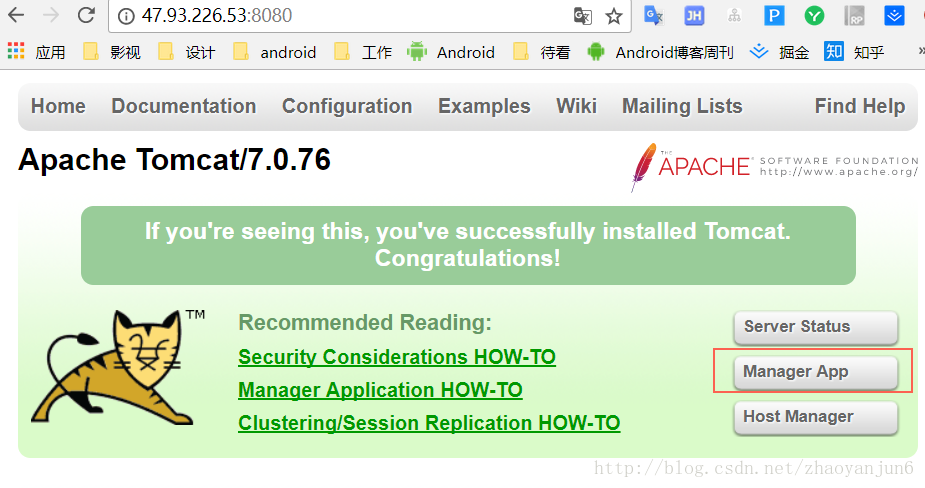 47.93.226.53:8080
应用 影视 设计 android 工作 Android 待看 Android博客周刊 掘金 知 知乎 »
Home Documentation Configuration Examples Wiki Mailing Lists Find Help
Apache Tomcat/7.0.76
THE APACHE® SOFTWARE FOUNDATION
http://www.apache.org/
If you're seeing this, you've successfully installed Tomcat.
Congratulations!
TM
Recommended Reading:
Security Considerations HOW-TO
Manager Application HOW-TO
Clustering/Session Replication HOW-TO
Server Status
Manager App
Host Manager
http://blog.csdn.net/zhaoyanjun6